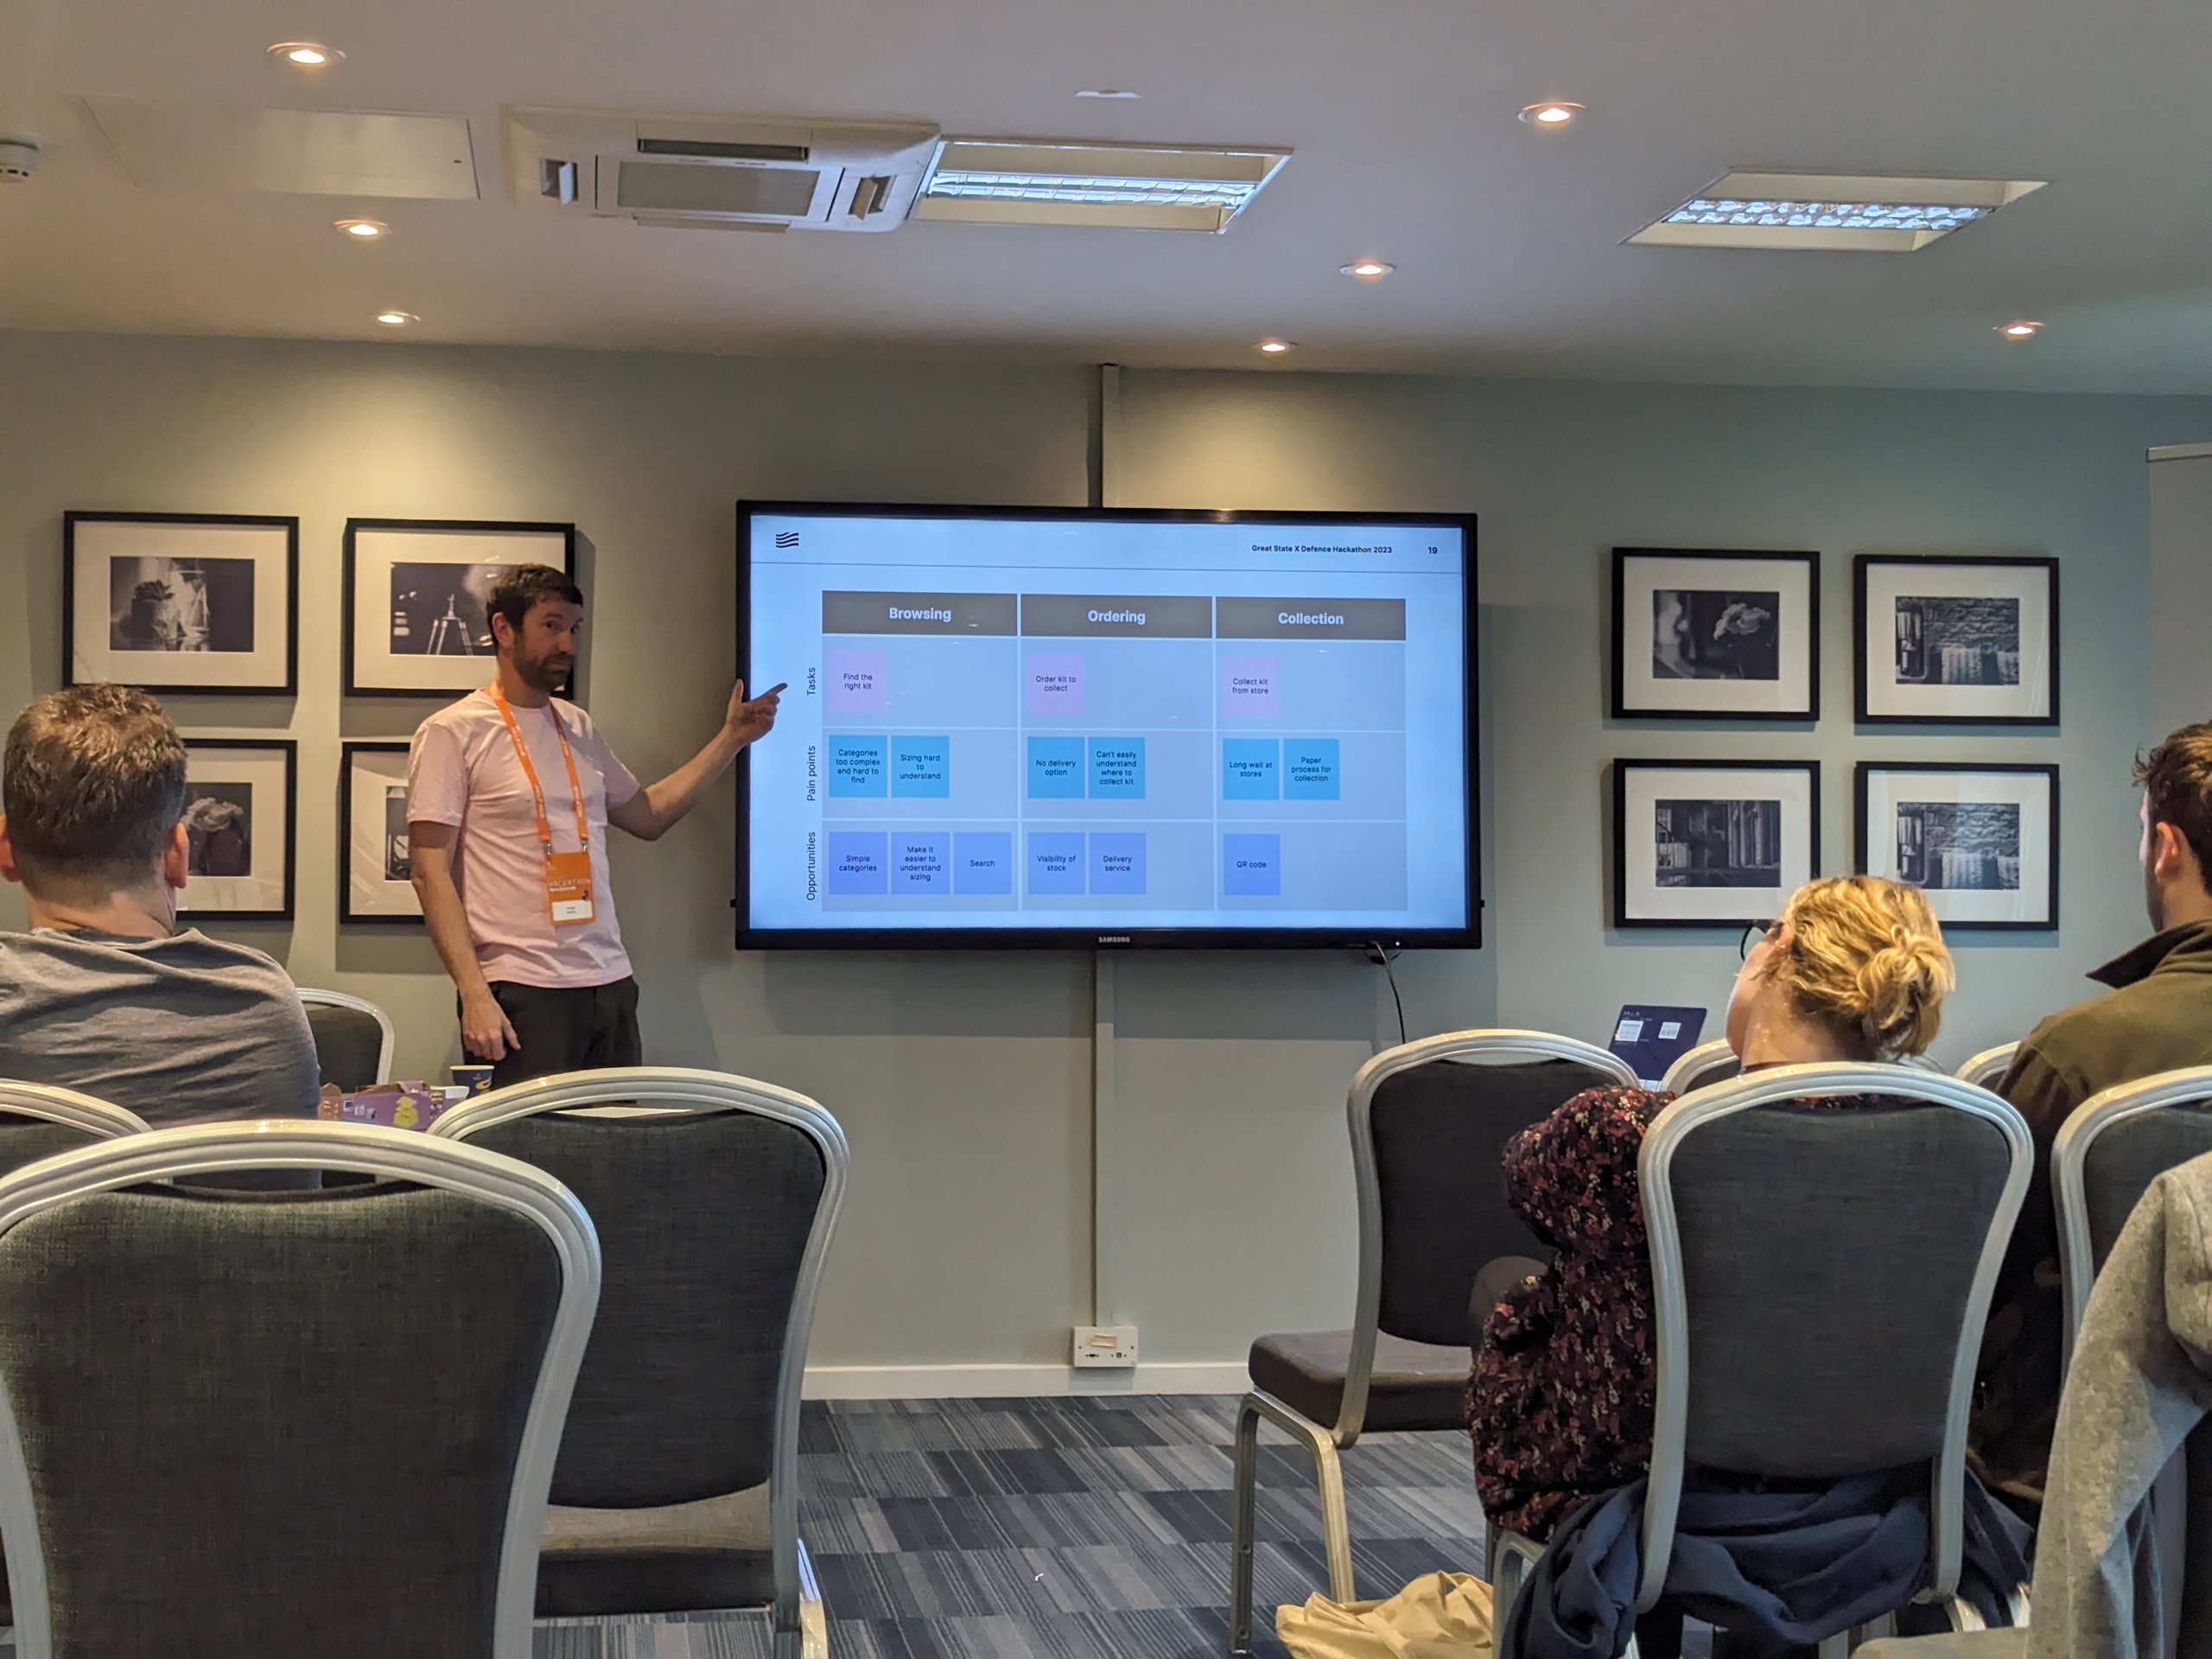 Great State X Defence Hackathon 2023 19
Browsing Ordering Collection
Tasks
Find the
right kit
Order kit to
collect
Collect kit
from store
Pain points
Categories
too complex
and hard to
find
Sizing hard
to
understand
No delivery
option
Can't easily
understand
where to
collect kit
Long wait at
stores
Paper
process for
collection
Opportunities
Simple
categories
Make it
easier to
understand
sizing
Search
Visibility of
stock
Delivery
service
QR code
SAMSUNG
HACKATHON